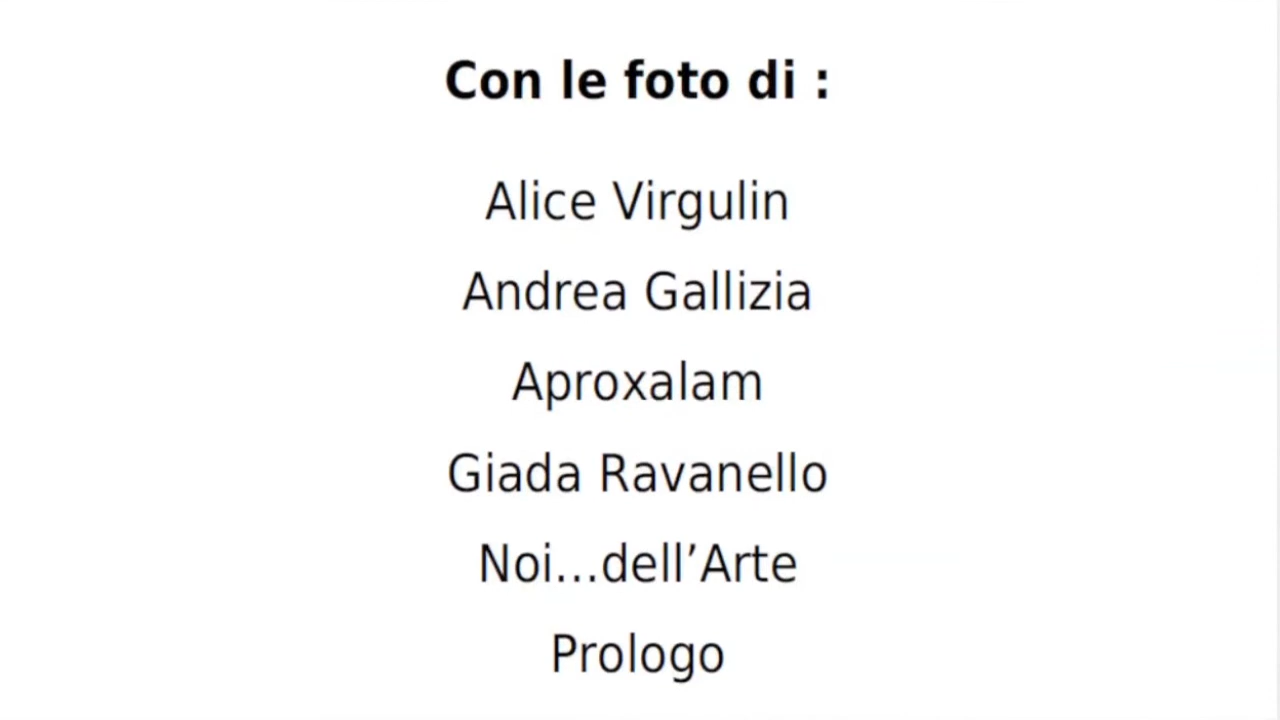 Con le foto di :
Alice Virgulin
Andrea Gallizia
Aproxalam
Giada Ravanello
Noi...dell’Arte
Prologo